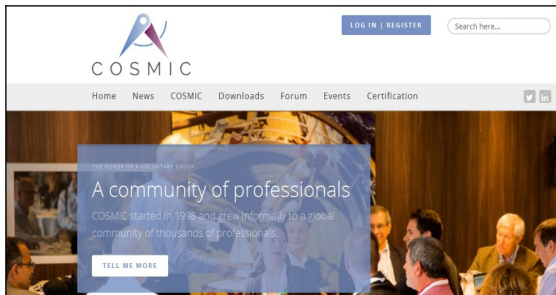 LOG IN | REGISTER
Search here...
COSMIC
Home News COSMIC Downloads Forum Events Certification
THE POWER OF A VOLUNTARY GROUP
A community of professionals
COSMIC started in 1998 and grew informally to a global
community of thousands of professionals.
TELL ME MORE